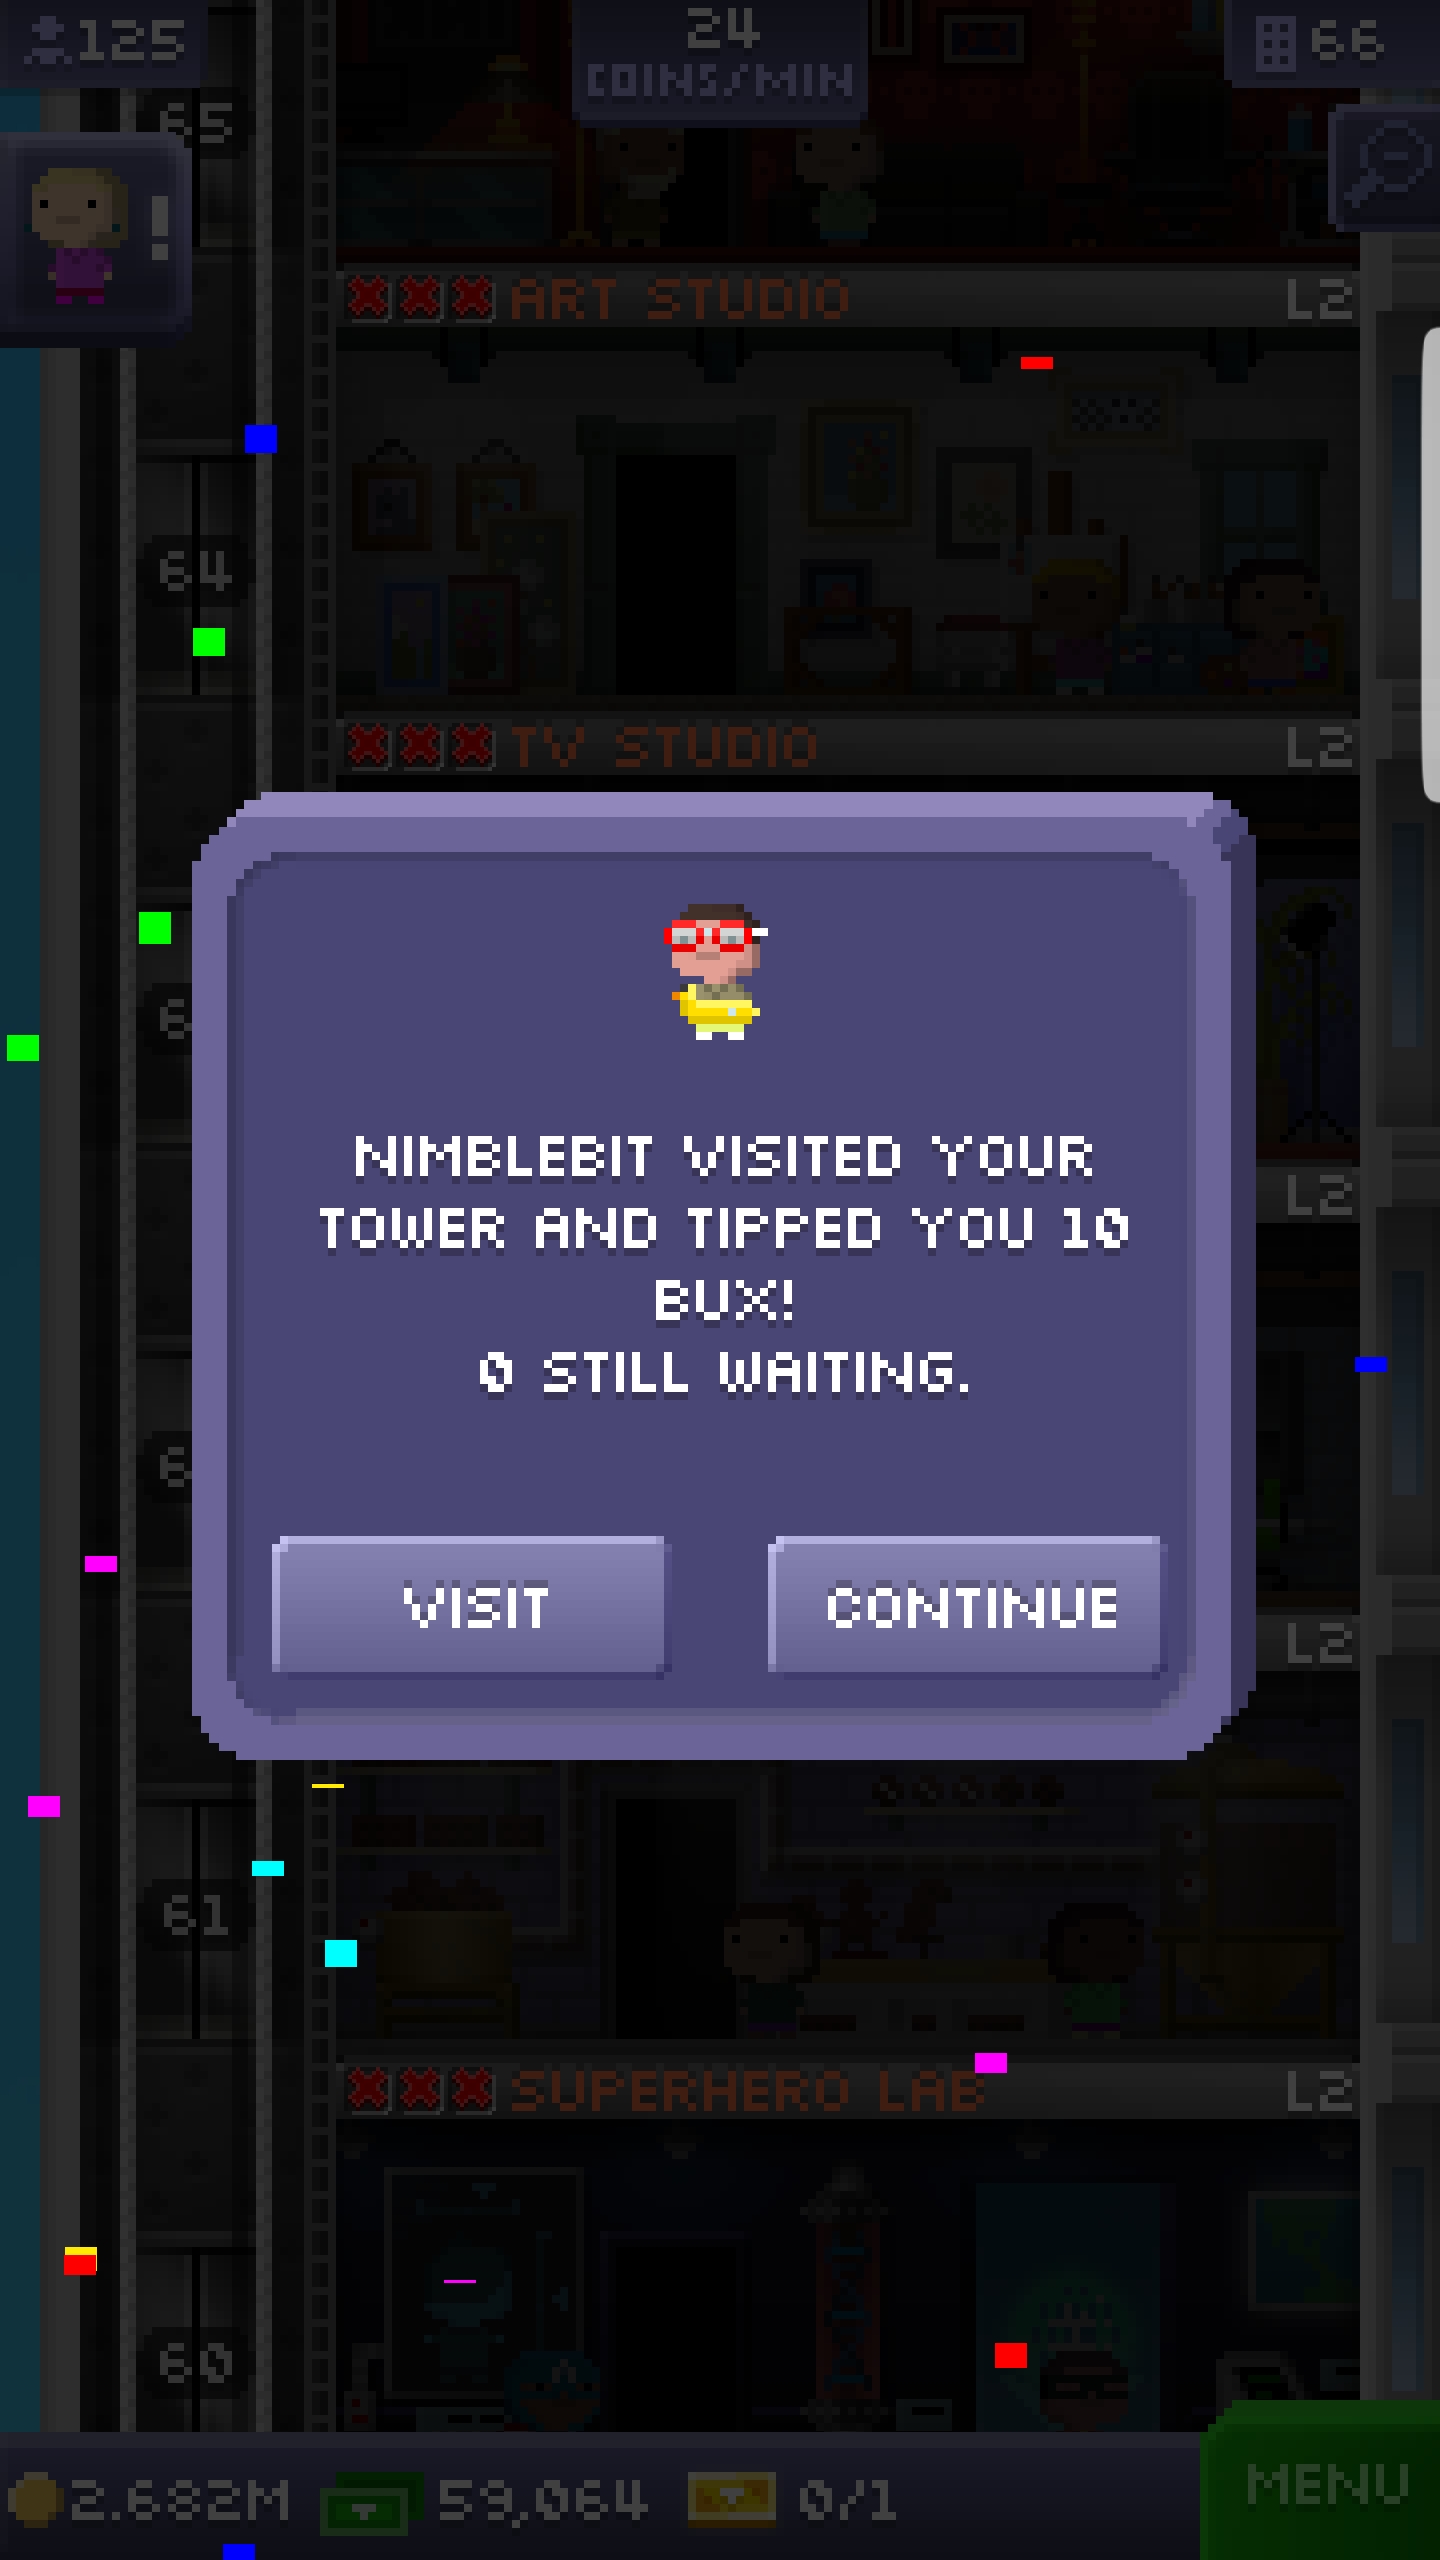 125
24
COINS/MIN
66
65
ART STUDIO L2
64
TV STUDIO L2
NIMBLEBIT VISITED YOUR
TOWER AND TIPPED YOU 10
BUX!
0 STILL WAITING.
L2
VISIT CONTINUE
L2
61
SUPERHERO LAB L2
60
2.682M 59,064 0/1 MENU